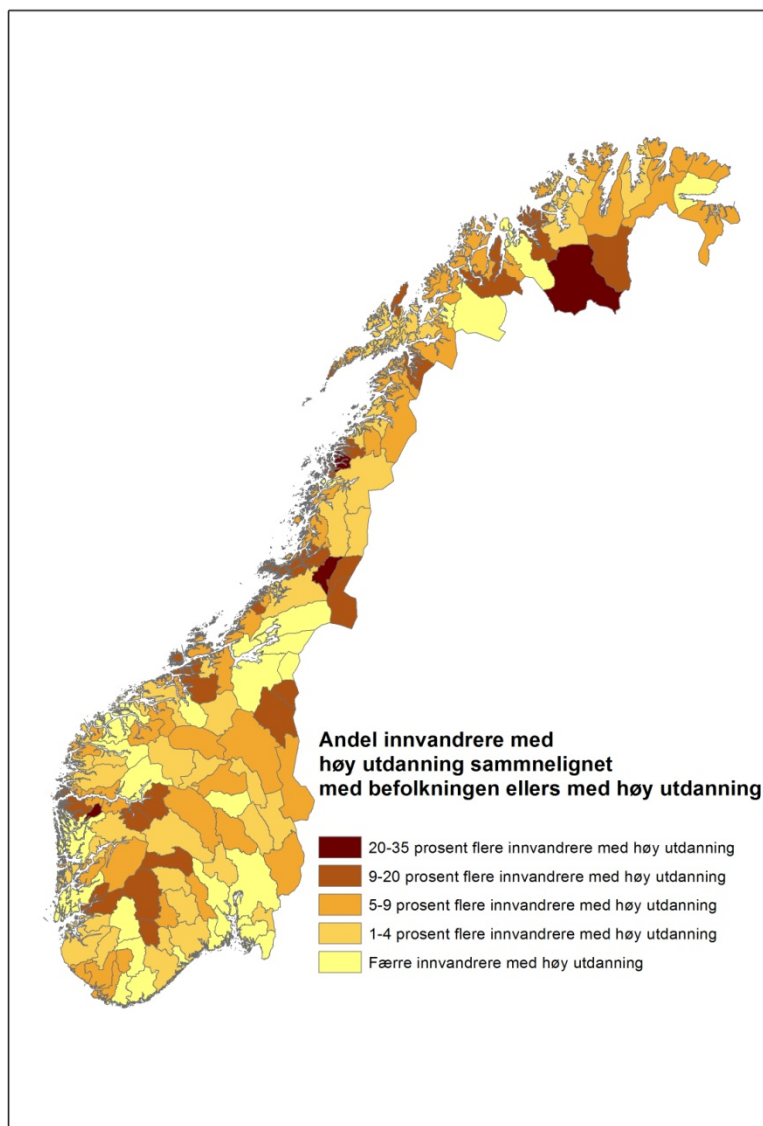 Andel innvandrere med
høy utdanning sammnelignet
med befolkningen ellers med høy utdanning
20-35 prosent flere innvandrere med høy utdanning
9-20 prosent flere innvandrere med høy utdanning
5-9 prosent flere innvandrere med høy utdanning
1-4 prosent flere innvandrere med høy utdanning
Færre innvandrere med høy utdanning